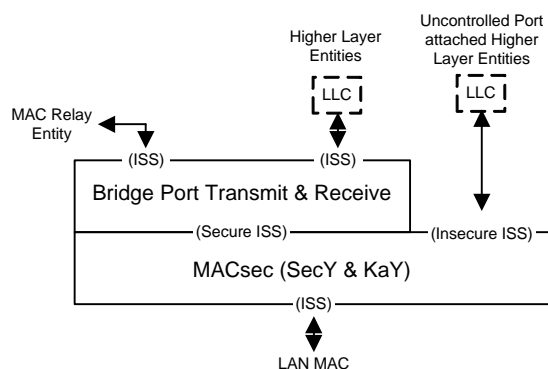 Higher Layer
Entities
Uncontrolled Port
attached Higher
Layer Entities
LLC
LLC
MAC Relay
Entity
(ISS)
(ISS)
Bridge Port Transmit & Receive
(Secure ISS)
(Insecure ISS)
MACsec (SecY & KaY)
(ISS)
LAN MAC